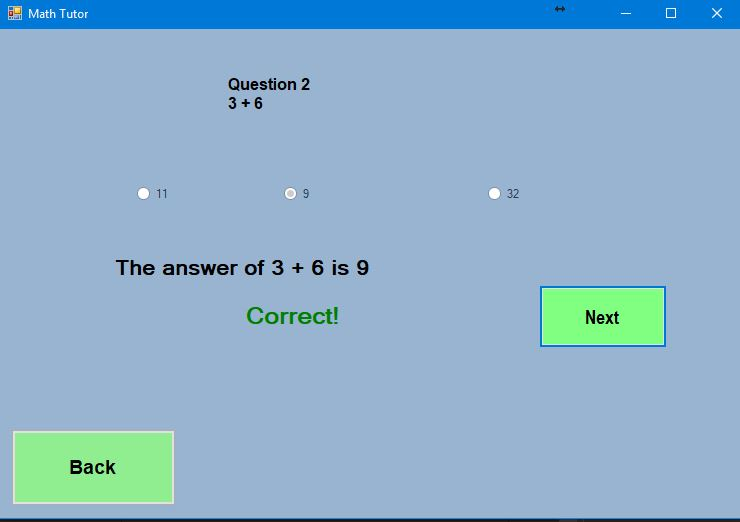 Math Tutor
Question 2
3 + 6
11
9
32
The answer of 3 + 6 is 9
Correct!
Next
Back